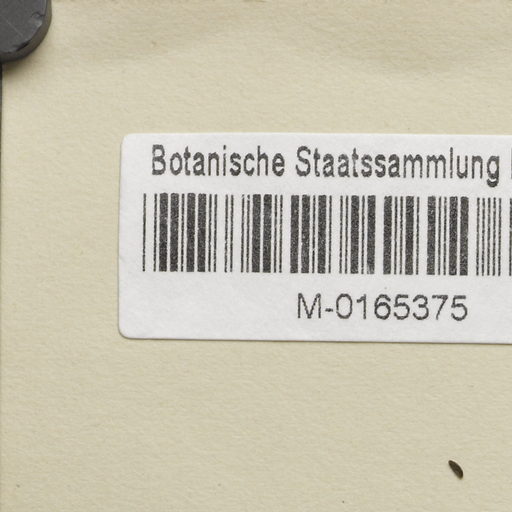 Botanische Staatssammlung
M-0165375